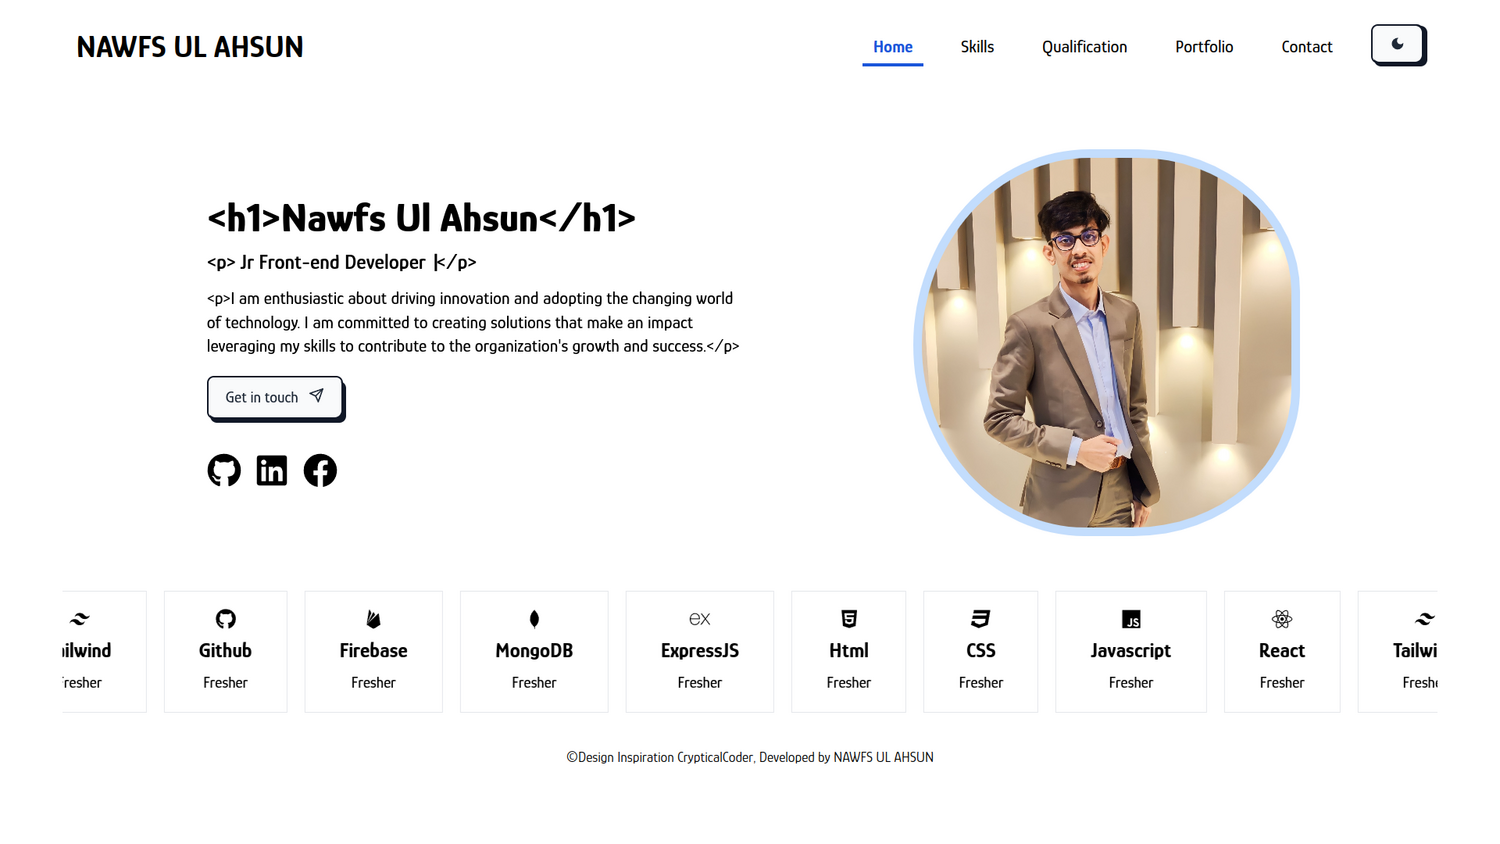 NAWFS UL AHSUN
Home
Skills
Qualification
Portfolio
Contact
<h1>Nawfs Ul Ahsun</h1>
<p> Jr Front-end Developer |</p>
<p>I am enthusiastic about driving innovation and adopting the changing world
of technology. I am committed to creating solutions that make an impact
leveraging my skills to contribute to the organization's growth and success.</p>
Get in touch
ailwind
Fresher
Github
Fresher
Firebase
Fresher
MongoDB
Fresher
ex
ExpressJS
Fresher
Html
Fresher
CSS
Fresher
JS
Javascript
Fresher
React
Fresher
Tailwi
Freshe
©Design Inspiration CrypticalCoder, Developed by NAWFS UL AHSUN